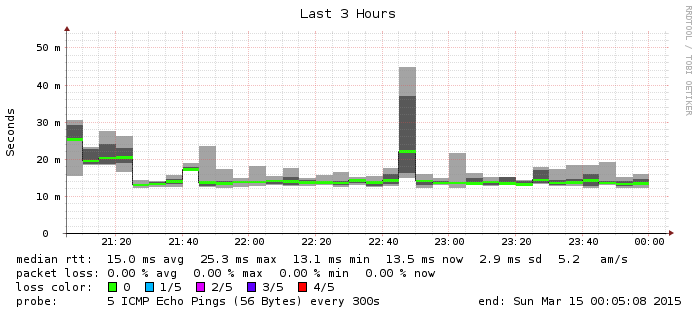 Last 3 Hours
RRDTOOL / TOBI OETIKER
Seconds
50 m
40 m
30 m
20 m
10 m
0
21:20 21:40 22:00 22:20 22:40 23:00 23:20 23:40 00:00
median rtt: 15.0 ms avg 25.3 ms max 13.1 ms min 13.5 ms now 2.9 ms sd 5.2 am/s
packet loss: 0.00 % avg 0.00 % max 0.00 % min 0.00 % now
loss color: 0 1/5 2/5 3/5 4/5
probe: 5 ICMP Echo Pings (56 Bytes) every 300s end: Sun Mar 15 00:05:08 2015